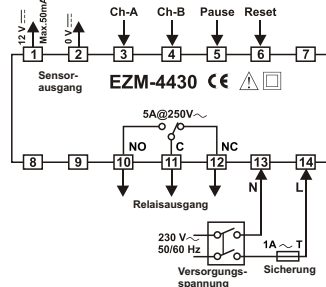 12 V
Max.50mA
0 V
Ch-A
Ch-B
Pause
Reset
1
2
3
4
5
6
7
Sensor-
ausgang
EZM-4430 CE
5A@250V~
NO
C
NC
8
9
10
11
12
13
14
Relaisausgang
N
L
230 V~
50/60 Hz
1A ~ T
Versorgungs-
spannung
Sicherung